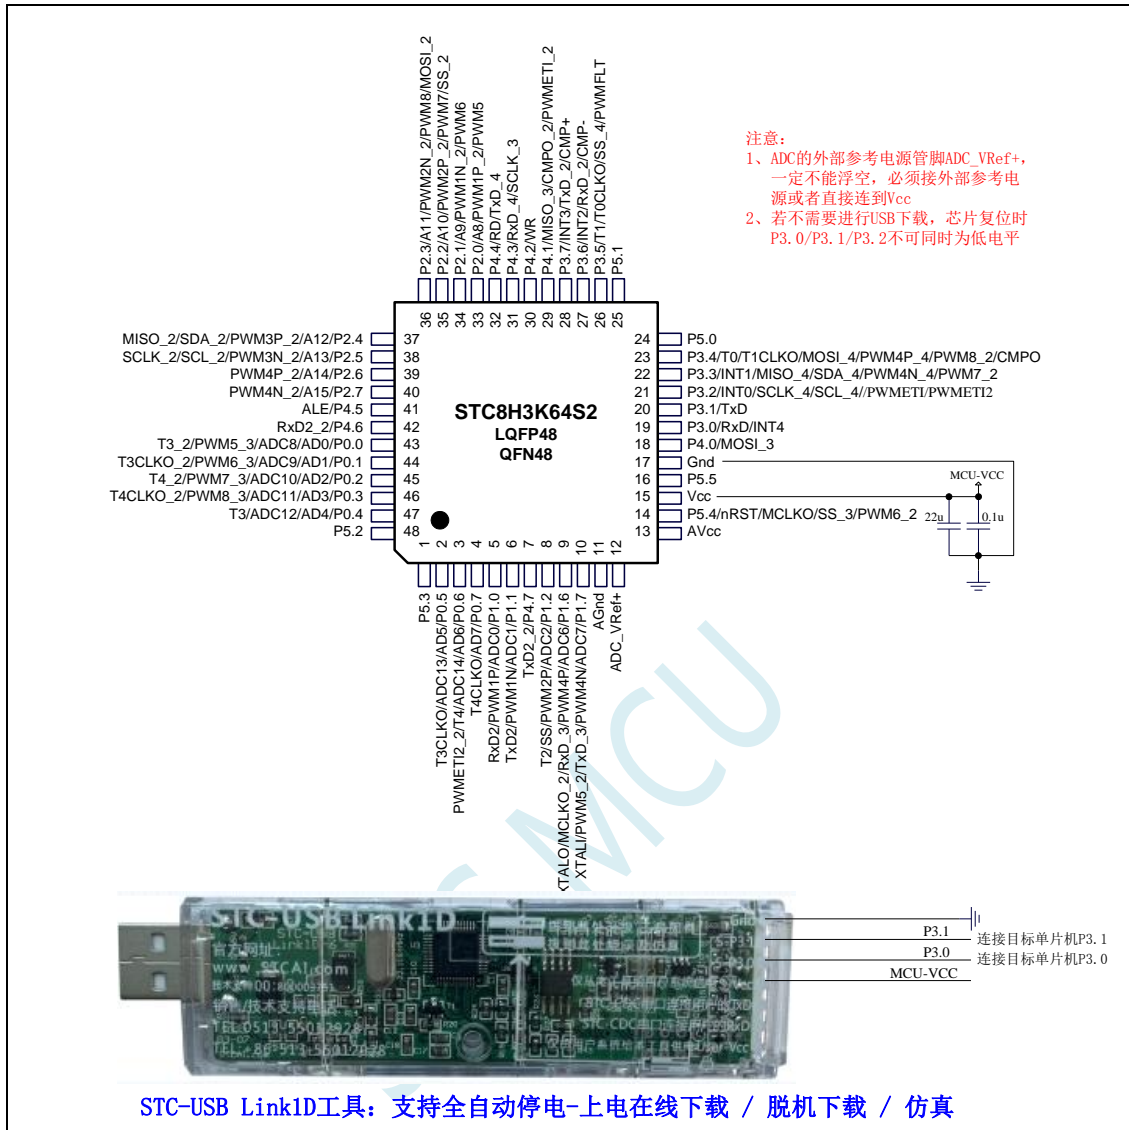 P2.3/A11/PWM2N_2/PWM8/MOSI_2
P2.2/A10/PWM2P_2/PWM7/SS_2
P2.1/A9/PWM1N_2/PWM6
P2.0/A8/PWM1P_2/PWM5
P4.4/RD/TxD_4
P4.3/RxD_4/SCLK_3
P4.2/WR
P4.1/MISO_3/CMPO_2/PWMETI_2
P3.7/INT3/TxD_2/CMP+
P3.6/INT2/RxD_2/CMP-
P3.5/T1/T0CLKO/SS_4/PWMFLT
P5.1
注意:
1、ADC的外部参考电源管脚ADC_VRef+,
一定不能浮空，必须接外部参考电
源或者直接连到Vcc
2、若不需要进行USB下载，芯片复位时
P3.0/P3.1/P3.2不可同时为低电平
36 35 34 33 32 31 30 29 28 27 26 25
MISO_2/SDA_2/PWM3P_2/A12/P2.4 37
SCLK_2/SCL_2/PWM3N_2/A13/P2.5 38
PWM4P_2/A14/P2.6 39
PWM4N_2/A15/P2.7 40
ALE/P4.5 41
RxD2_2/P4.6 42
T3_2/PWM5_3/ADC8/AD0/P0.0 43
T3CLKO_2/PWM6_3/ADC9/AD1/P0.1 44
T4_2/PWM7_3/ADC10/AD2/P0.2 45
T4CLKO_2/PWM8_3/ADC11/AD3/P0.3 46
T3/ADC12/AD4/P0.4 47
P5.2 48
STC8H3K64S2
LQFP48
QFN48
24 P5.0
23 P3.4/T0/T1CLKO/MOSI_4/PWM4P_4/PWM8_2/CMPO
22 P3.3/INT1/MISO_4/SDA_4/PWM4N_4/PWM7_2
21 P3.2/INT0/SCLK_4/SCL_4//PWMETI/PWMETI2
20 P3.1/TxD
19 P3.0/RxD/INT4
18 P4.0/MOSI_3
17 Gnd
16 P5.5
15 Vcc
14 P5.4/nRST/MCLKO/SS_3/PWM6_2
13 AVcc
MCU-VCC
22u
0.1u
1 2 3 4 5 6 7 8 9 10 11 12
P5.3
T3CLKO/ADC13/AD5/P0.5
PWMETI2_2/T4/ADC14/AD6/P0.6
T4CLKO/AD7/P0.7
RxD2/PWM1P/ADC0/P1.0
TxD2/PWM1N/ADC1/P1.1
TxD2_2/P4.7
T2/SS/PWM2P/ADC2/P1.2
XTALO/MCLKO_2/RxD_3/PWM4P/ADC6/P1.6
XTALI/PWM5_2/TxD_3/PWM4N/ADC7/P1.7
AGnd
ADC_VRef+
MCU
STC-USB Link1D
官方网址:
TEL:0513-55012928
Gnd
P3.1
连接目标单片机P3.1
P3.0
连接目标单片机P3.0
MCU-VCC
STC-USB Link1D工具：支持全自动停电-上电在线下载 / 脱机下载 / 仿真